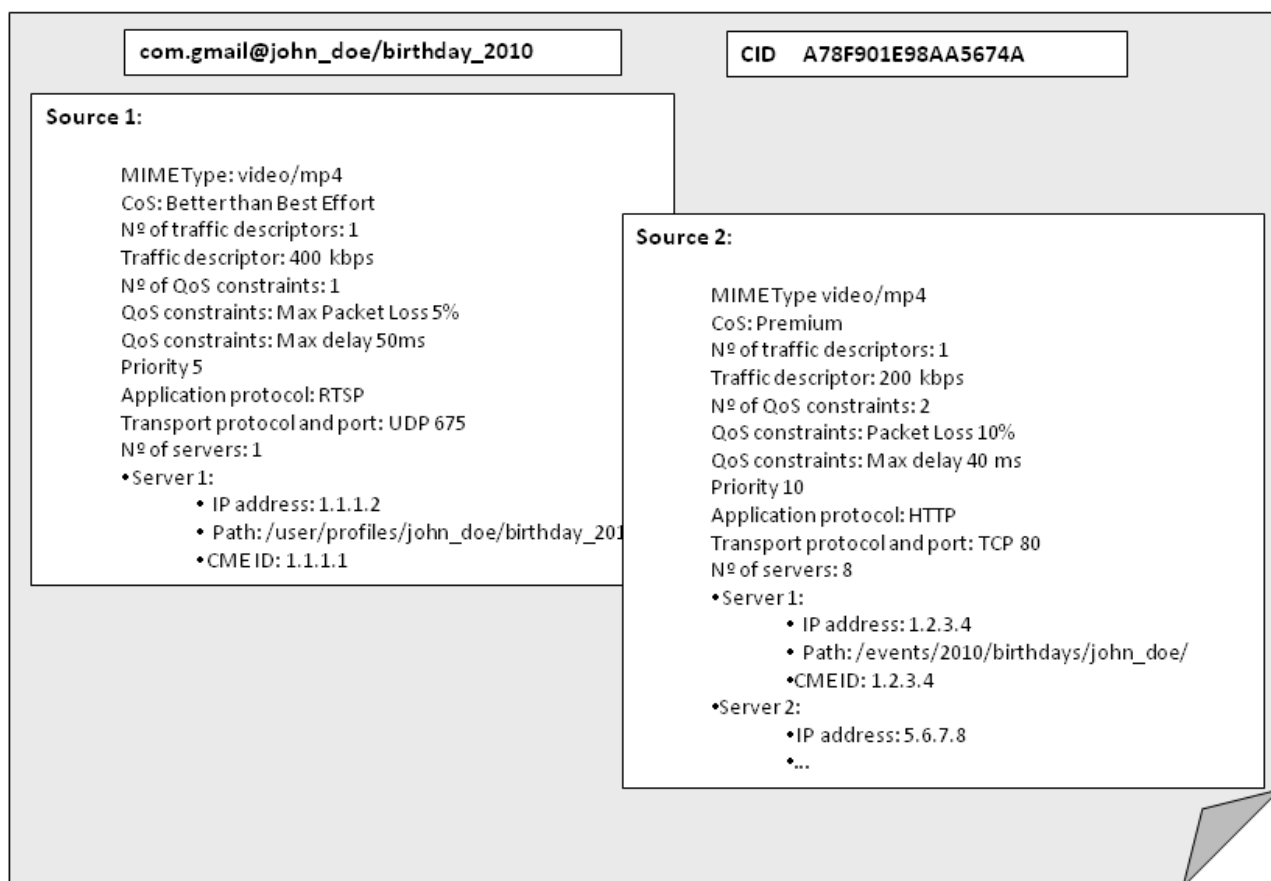 com.gmail@john_doe/birthday_2010
CID A78F901E98AA5674A
Source 1:
MIMEType: video/mp4
CoS: Better than Best Effort
Nº of traffic descriptors: 1
Traffic descriptor: 400 kbps
Nº of QoS constraints: 1
QoS constraints: Max Packet Loss 5%
QoS constraints: Max delay 50ms
Priority 5
Application protocol: RTSP
Transport protocol and port: UDP 675
Nº of servers: 1
•Server 1:
• IP address: 1.1.1.2
• Path: /user/profiles/john_doe/birthday_201
•CME ID: 1.1.1.1
Source 2:
MIMEType video/mp4
CoS: Premium
Nº of traffic descriptors: 1
Traffic descriptor: 200 kbps
Nº of QoS constraints: 2
QoS constraints: Packet Loss 10%
QoS constraints: Max delay 40 ms
Priority 10
Application protocol: HTTP
Transport protocol and port: TCP 80
Nº of servers: 8
•Server 1:
• IP address: 1.2.3.4
• Path: /events/2010/birthdays/john_doe/
•CMEID: 1.2.3.4
•Server 2:
•IP address: 5.6.7.8
•...